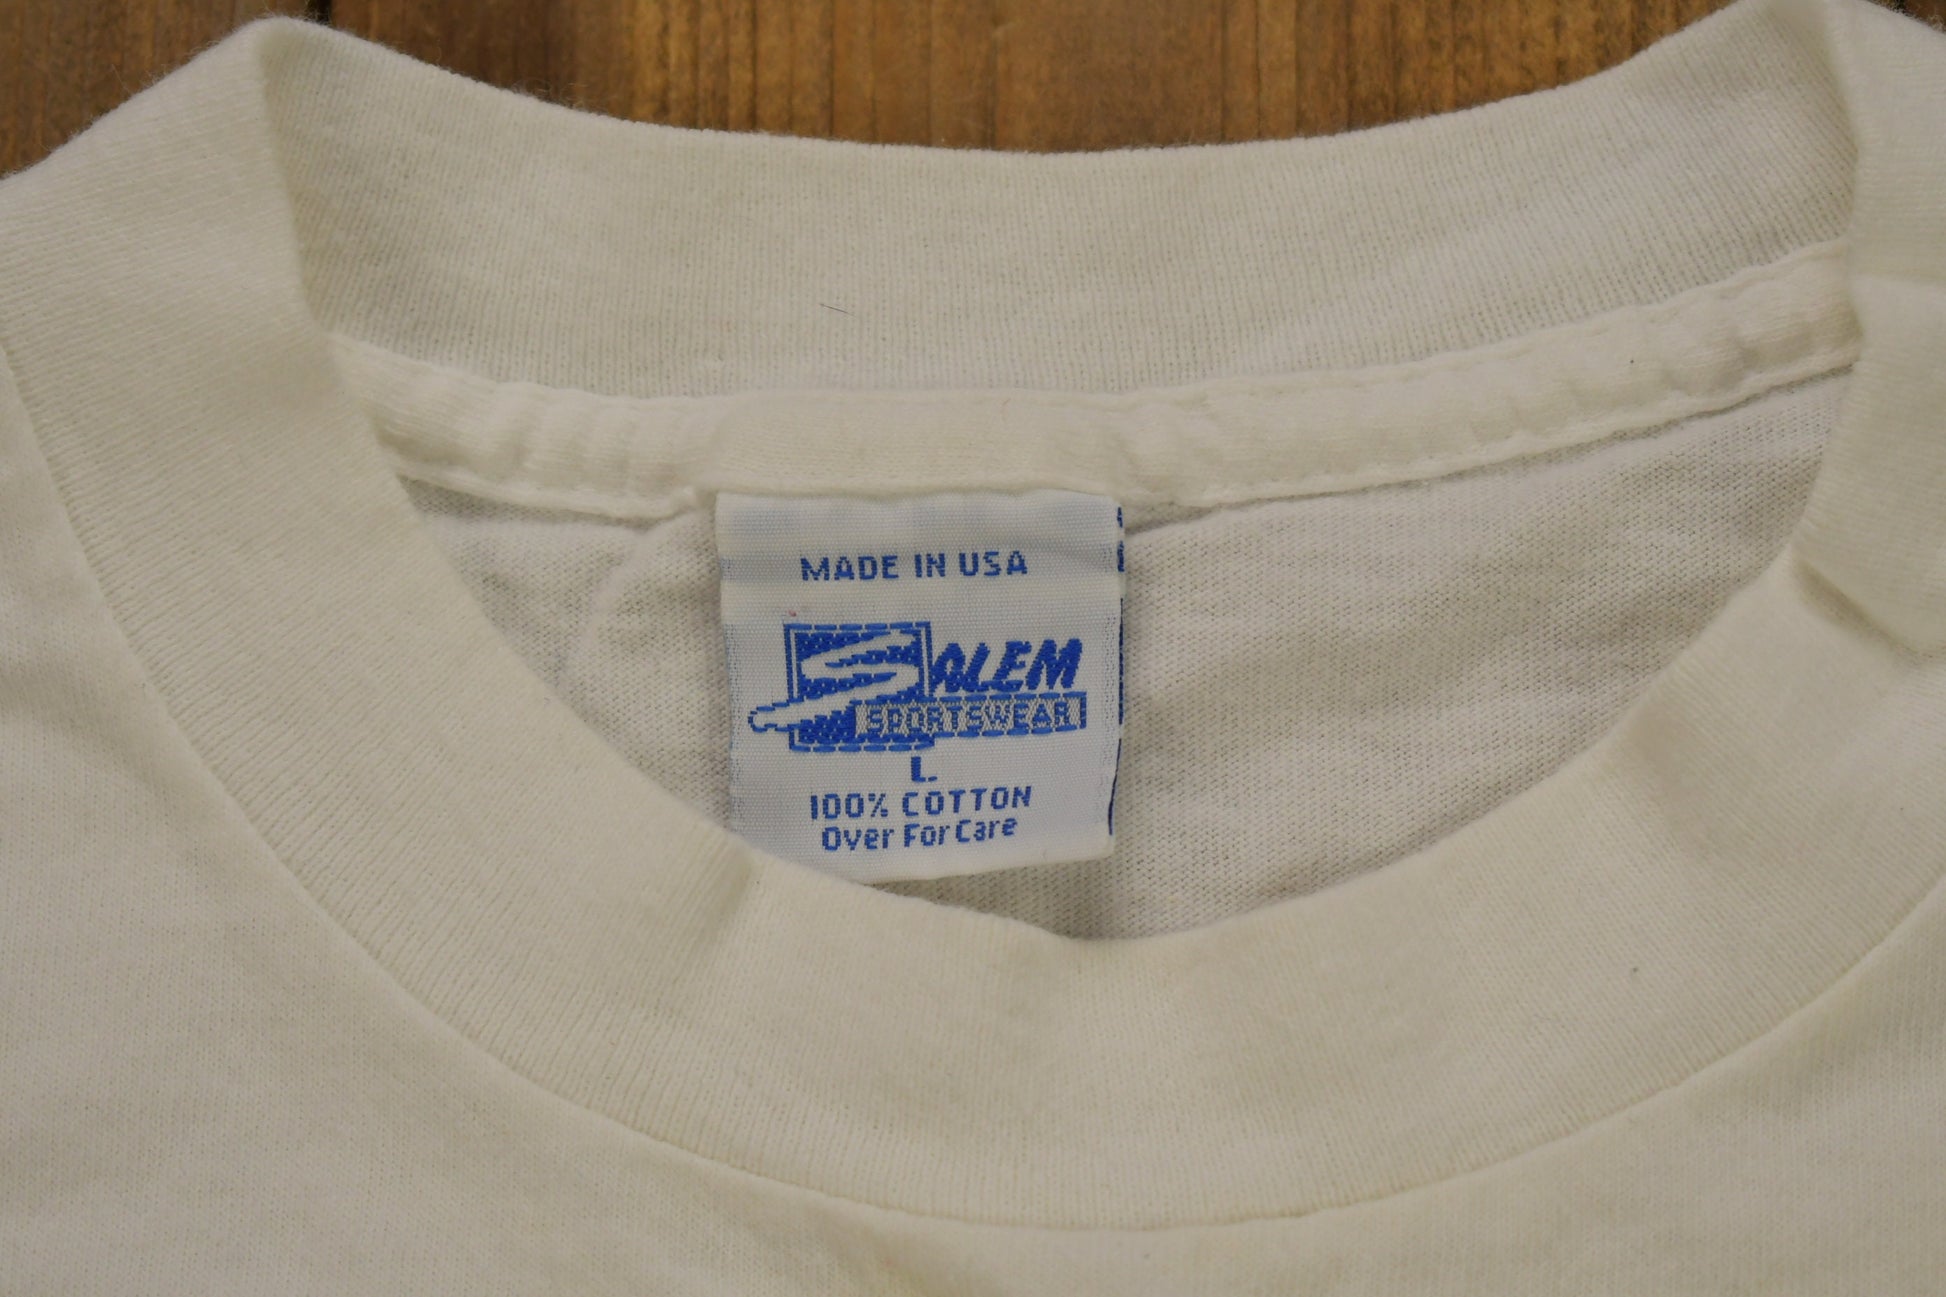 MADE IN USA
SALEM
SPORTSWEAR
L
100% COTTON
Over For Care